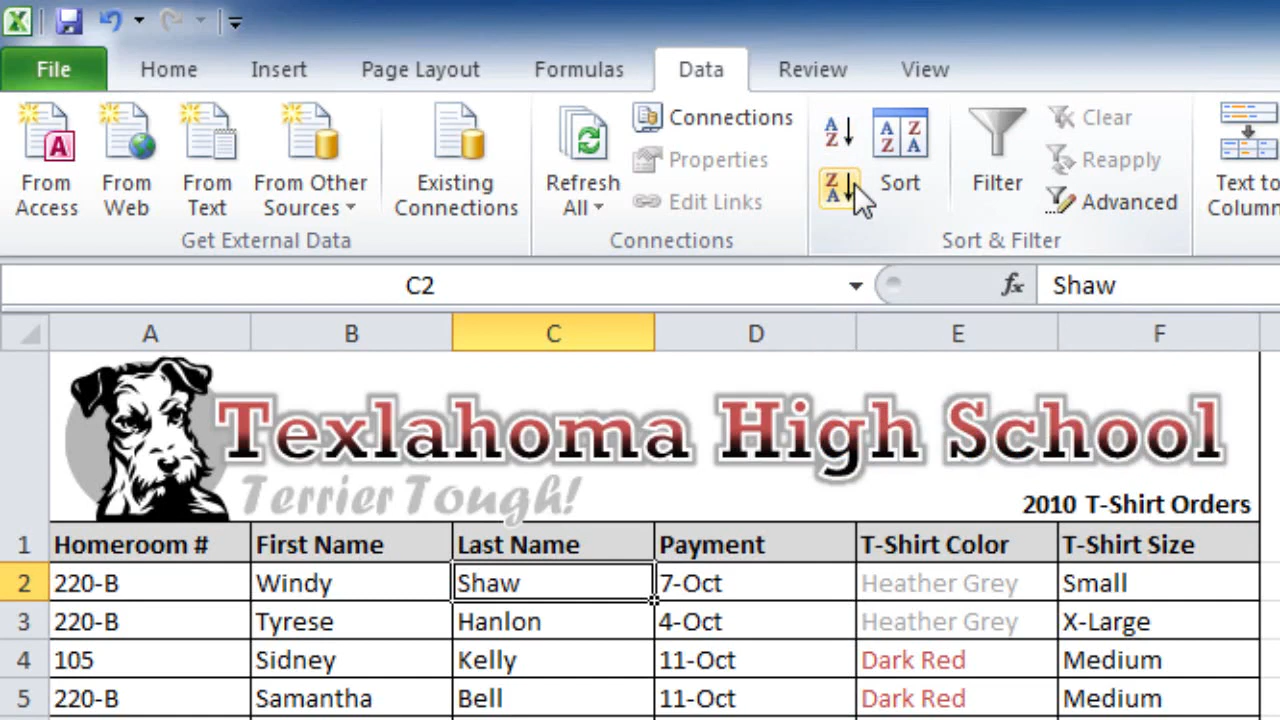 File Home Insert Page Layout Formulas Data Review View
From Access
From Web
From Text
From Other Sources
Existing Connections
Get External Data
Refresh All
Connections
Properties
Edit Links
Connections
A Z
Z A
A Z Z A
Sort
Filter
Clear
Reapply
Advanced
Sort & Filter
Text to
C2 fx Shaw
A B C D E F
Texlahoma High School
Terrier Tough!
2010 T-Shirt Orders
1 Homeroom # First Name Last Name Payment T-Shirt Color T-Shirt Size
2 220-B Windy Shaw 7-Oct Heather Grey Small
3 220-B Tyrese Hanlon 4-Oct Heather Grey X-Large
4 105 Sidney Kelly 11-Oct Dark Red Medium
5 220-B Samantha Bell 11-Oct Dark Red Medium